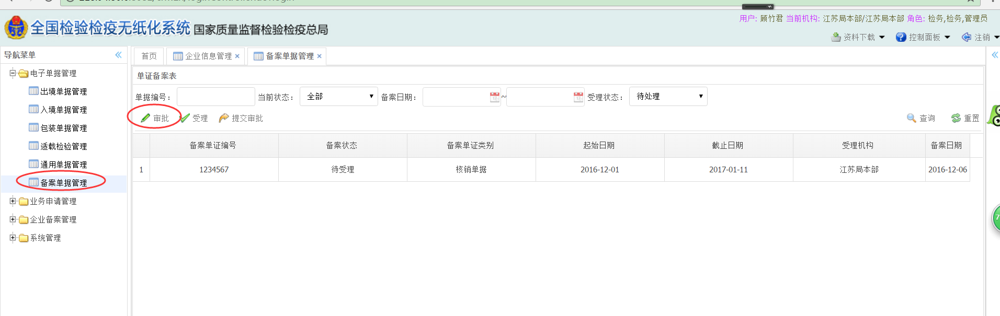 全国检验检疫无纸化系统 国家质量监督检验检疫总局
用户: 顾竹君 当前机构: 江苏局本部/江苏局本部 角色: 检务,检务,管理员
资料下载 控制面板 注销
导航菜单
首页 企业信息管理 备案单据管理
电子单据管理
出境单据管理
入境单据管理
包装单据管理
适载检验管理
通用单据管理
备案单据管理
业务申请管理
企业备案管理
系统管理
单证备案表
单据编号: 当前状态: 全部 备案日期: ~ 受理状态: 待处理
审批 受理 提交审批 查询 重置
备案单证编号 备案状态 备案单证类别 起始日期 截止日期 受理机构 备案日期
1 1234567 待受理 核销单据 2016-12-01 2017-01-11 江苏局本部 2016-12-06